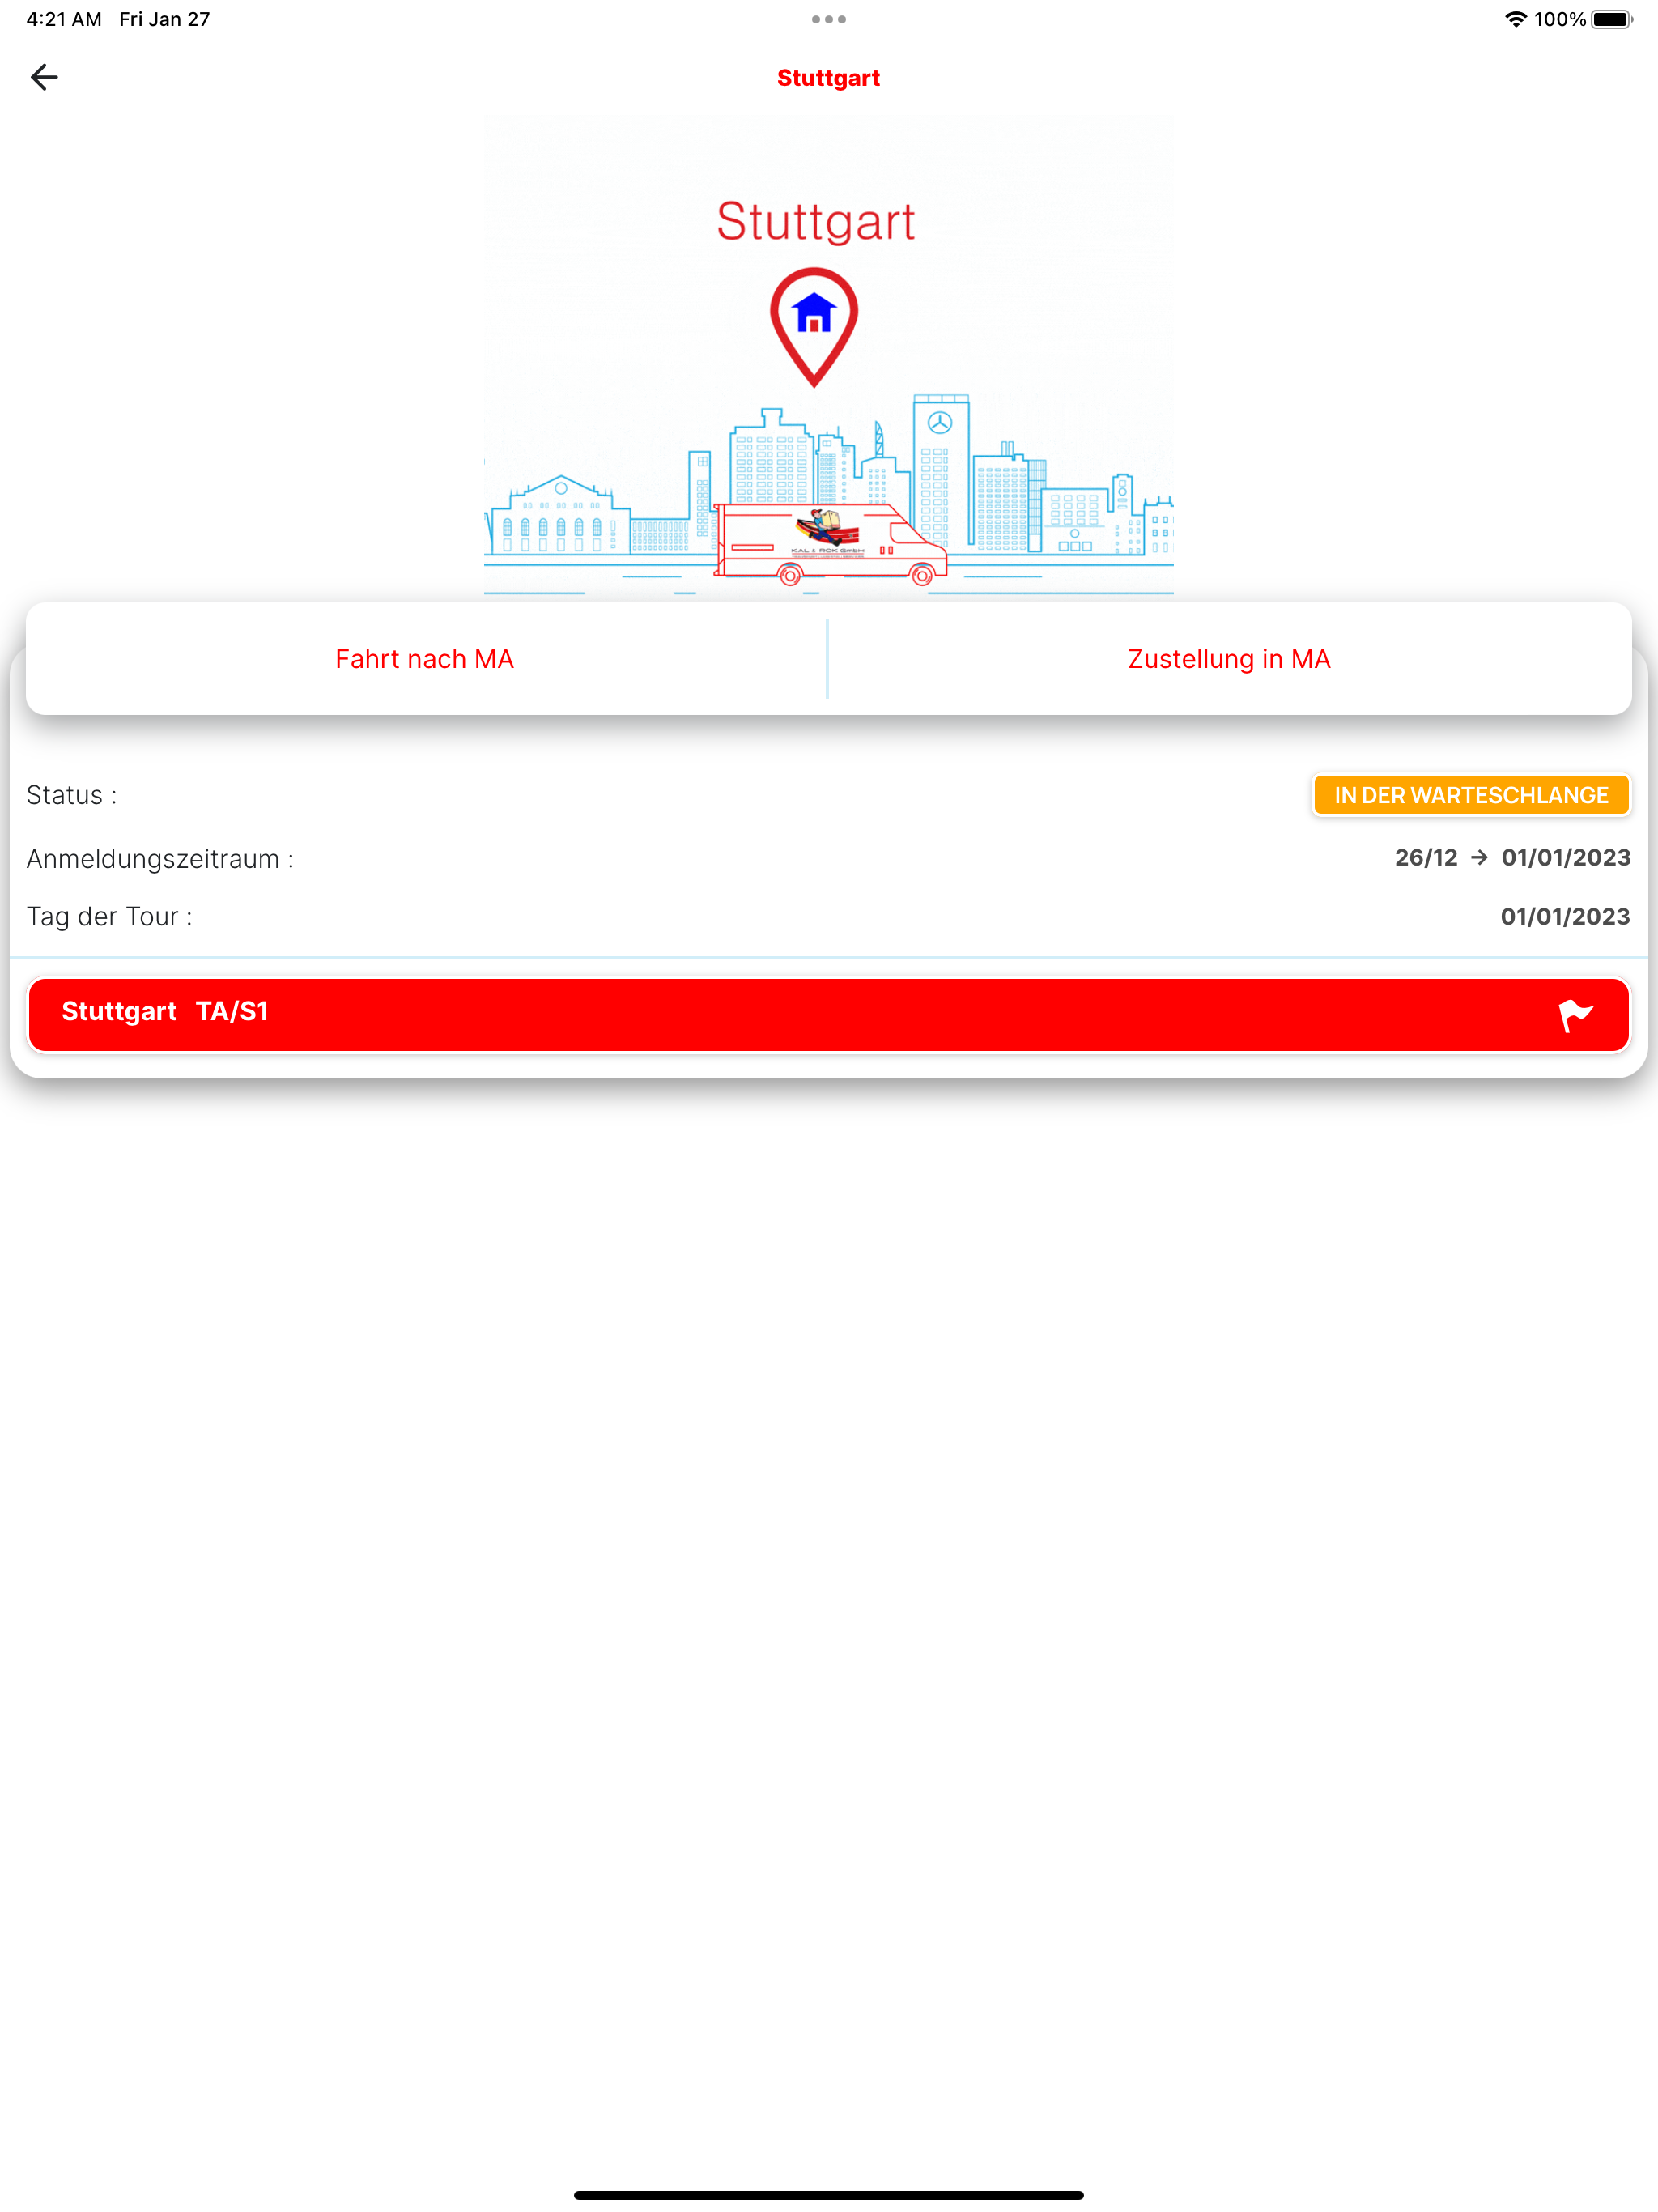 4:21 AM Fri Jan 27
100%
Stuttgart
Stuttgart
KAL & ROK GmbH
Fahrt nach MA
Zustellung in MA
Status :
IN DER WARTESCHLANGE
Anmeldungszeitraum :
26/12 → 01/01/2023
Tag der Tour :
01/01/2023
Stuttgart TA/S1